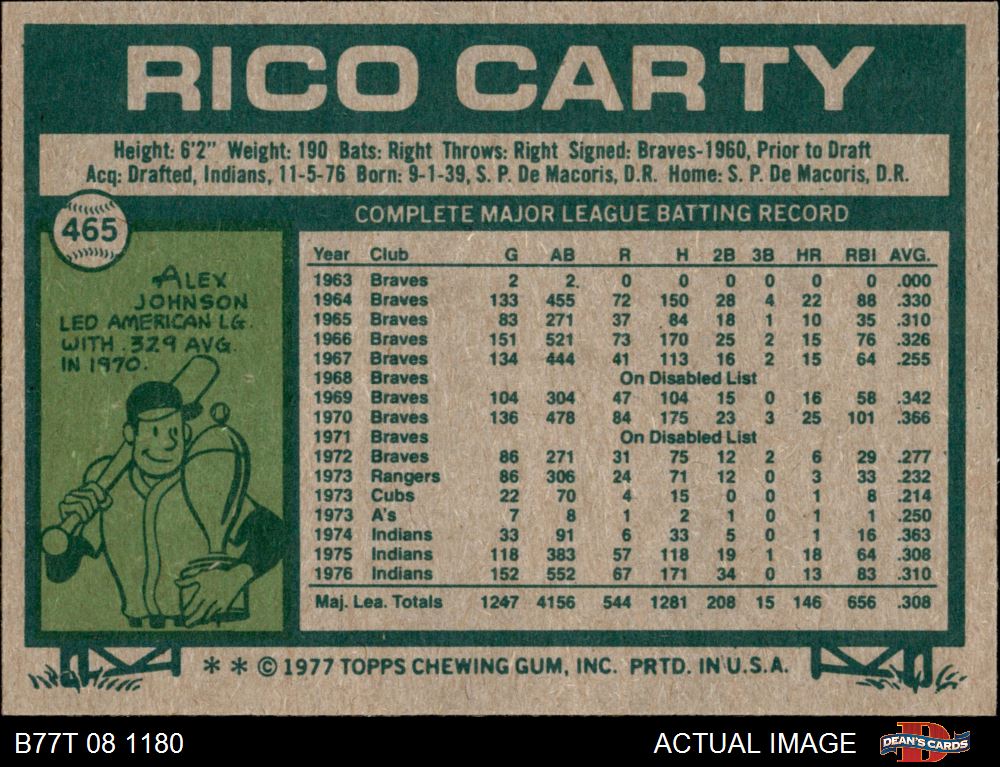 RICO CARTY
Height: 6'2" Weight: 190 Bats: Right Throws: Right Signed: Braves-1960, Prior to Draft
Acq: Drafted, Indians, 11-5-76 Born: 9-1-39, S. P. De Macoris, D.R. Home: S. P. De Macoris, D.R.
465
ALEX
JOHNSON
LED AMERICAN LG.
WITH .329 AVG.
IN 1970.
COMPLETE MAJOR LEAGUE BATTING RECORD
Year Club G AB R H 2B 3B HR RBI AVG.
1963 Braves 2 2. 0 0 0 0 0 0 .000
1964 Braves 133 455 72 150 28 4 22 88 .330
1965 Braves 83 271 37 84 18 1 10 35 .310
1966 Braves 151 521 73 170 25 2 15 76 .326
1967 Braves 134 444 41 113 16 2 15 64 .255
1968 Braves On Disabled List
1969 Braves 104 304 47 104 15 0 16 58 .342
1970 Braves 136 478 84 175 23 3 25 101 .366
1971 Braves On Disabled List
1972 Braves 86 271 31 75 12 2 6 29 .277
1973 Rangers 86 306 24 71 12 0 3 33 .232
1973 Cubs 22 70 4 15 0 0 1 8 .214
1973 A's 7 8 1 2 1 0 1 1 .250
1974 Indians 33 91 6 33 5 0 1 16 .363
1975 Indians 118 383 57 118 19 1 18 64 .308
1976 Indians 152 552 67 171 34 0 13 83 .310
Maj. Lea. Totals 1247 4156 544 1281 208 15 146 656 .308
* * © 1977 TOPPS CHEWING GUM, INC. PRTD. IN U.S.A.
B77T 08 1180 ACTUAL IMAGE D DEAN'S CARDS